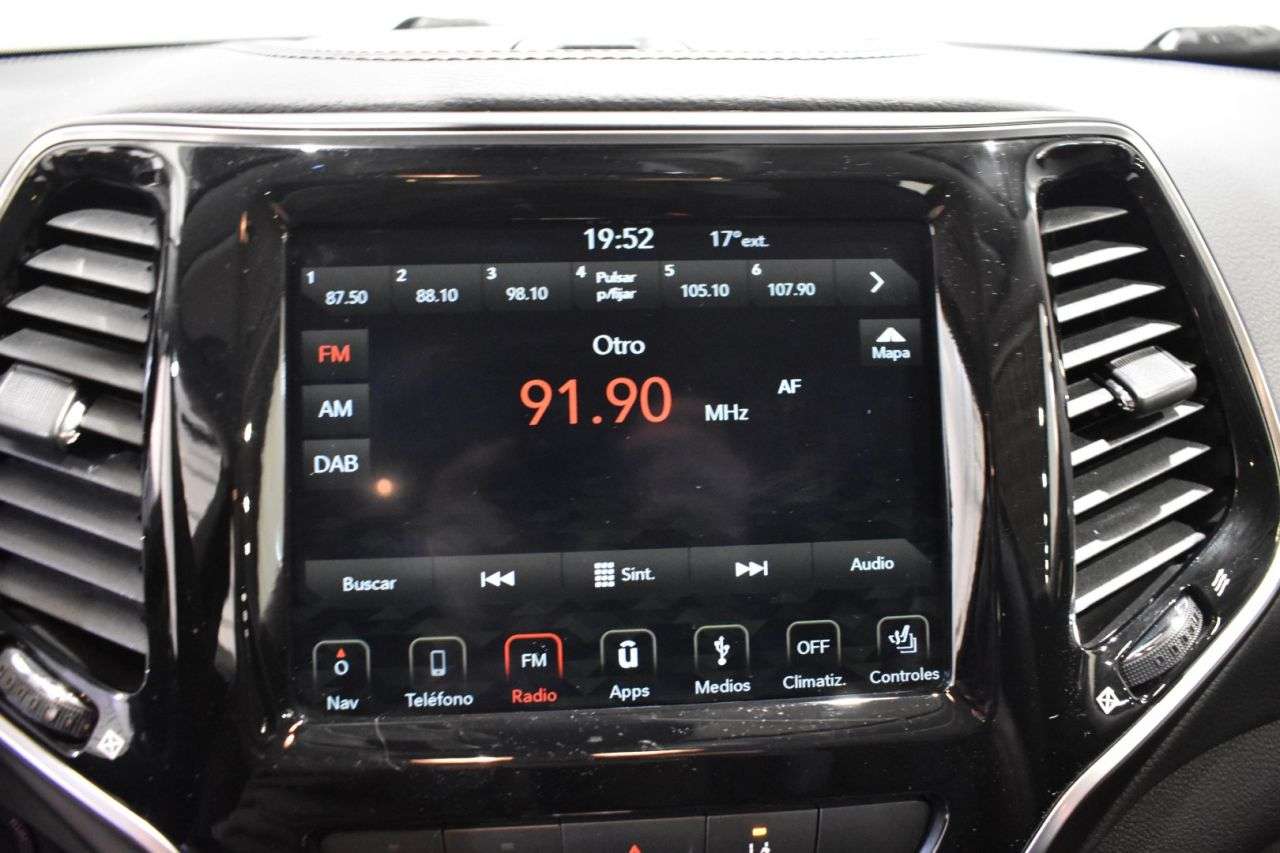 19:52 17°ext.
1 87.50 2 88.10 3 98.10 4 Pulsar p/fijar 5 105.10 6 107.90
FM Otro Mapa
91.90 MHz AF
AM
DAB
Buscar Sint. Audio
O FM OFF
Nav Teléfono Radio Apps Medios Climatiz. Controles